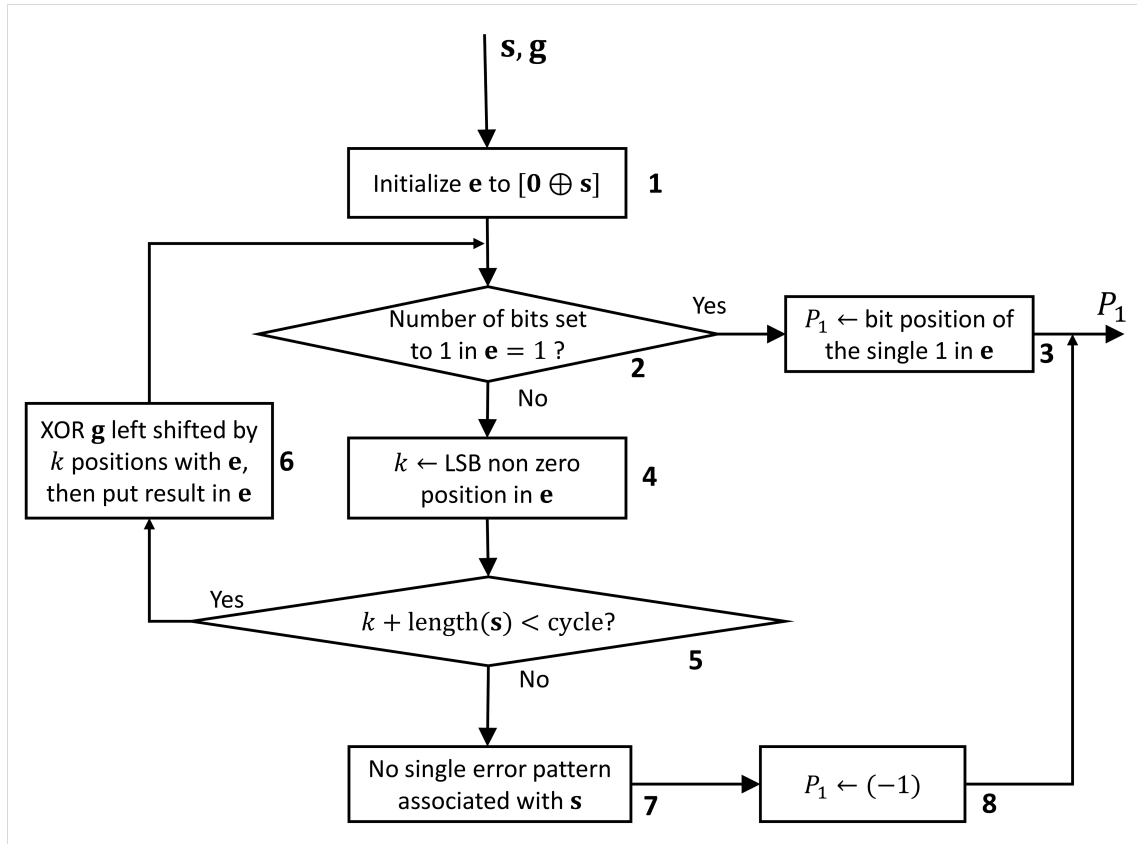 s, g
Initialize e to [0 ⊕ s]
1
Number of bits set
to 1 in e = 1 ?
2
Yes
P₁ ← bit position of
the single 1 in e
3
P₁
No
k ← LSB non zero
position in e
4
XOR g left shifted by
k positions with e,
then put result in e
6
Yes
k + length(s) < cycle?
5
No
No single error pattern
associated with s
7
P₁ ← (−1)
8